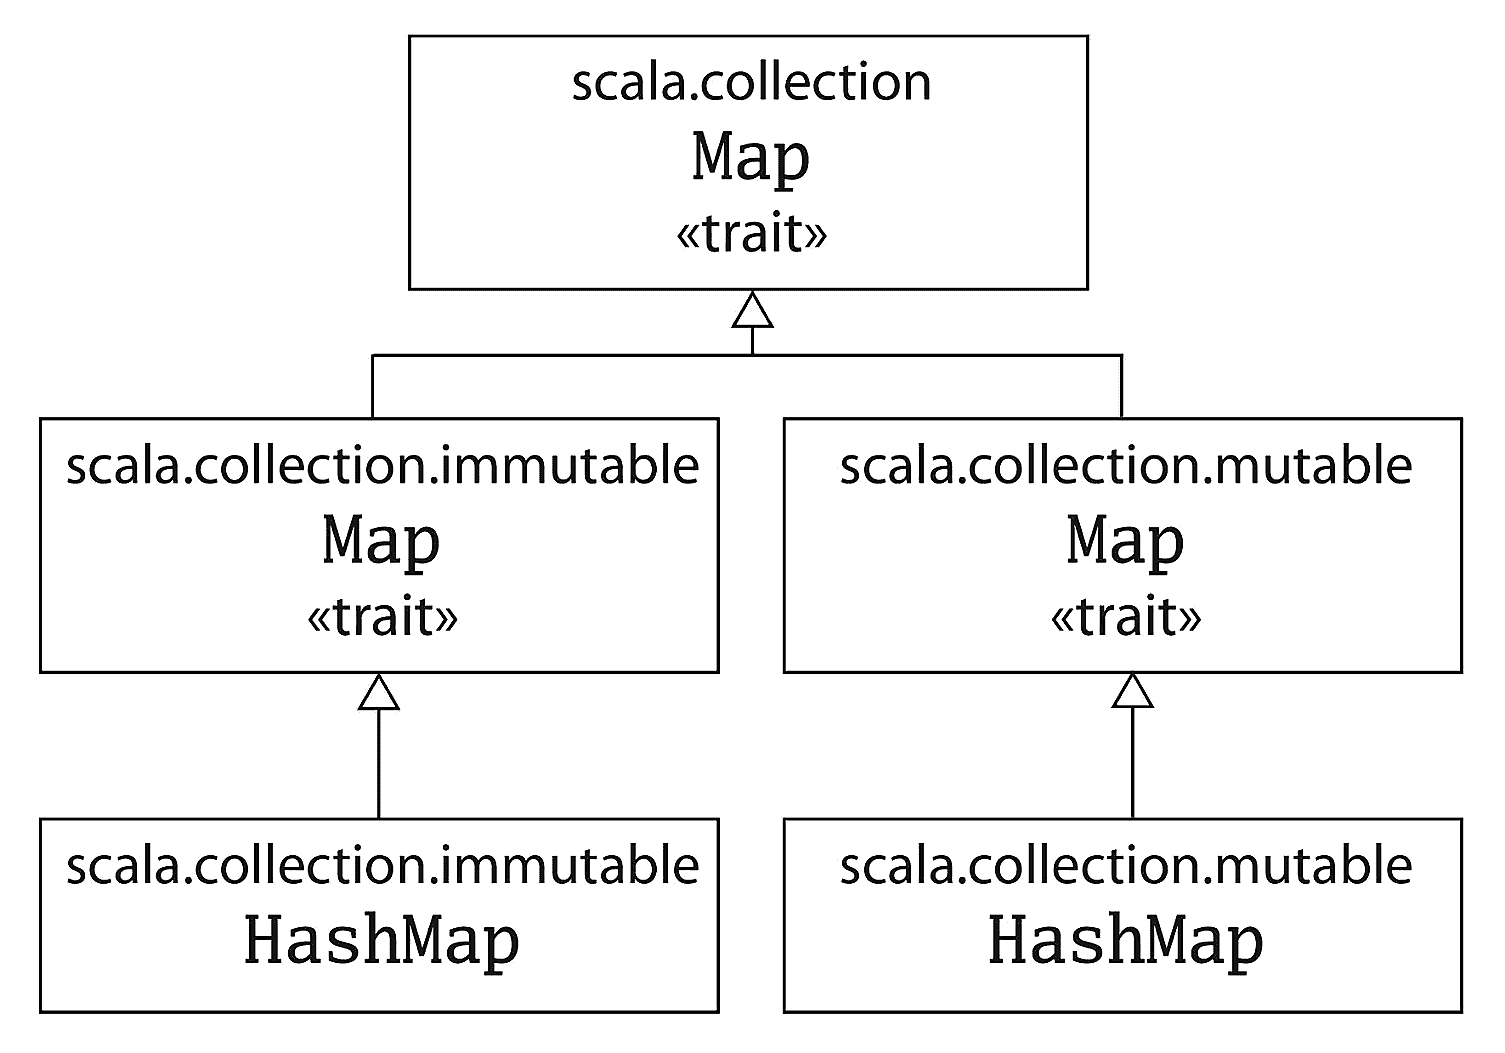 scala.collection
Map
«trait»
scala.collection.immutable
Map
«trait»
scala.collection.mutable
Map
«trait»
scala.collection.immutable
HashMap
scala.collection.mutable
HashMap